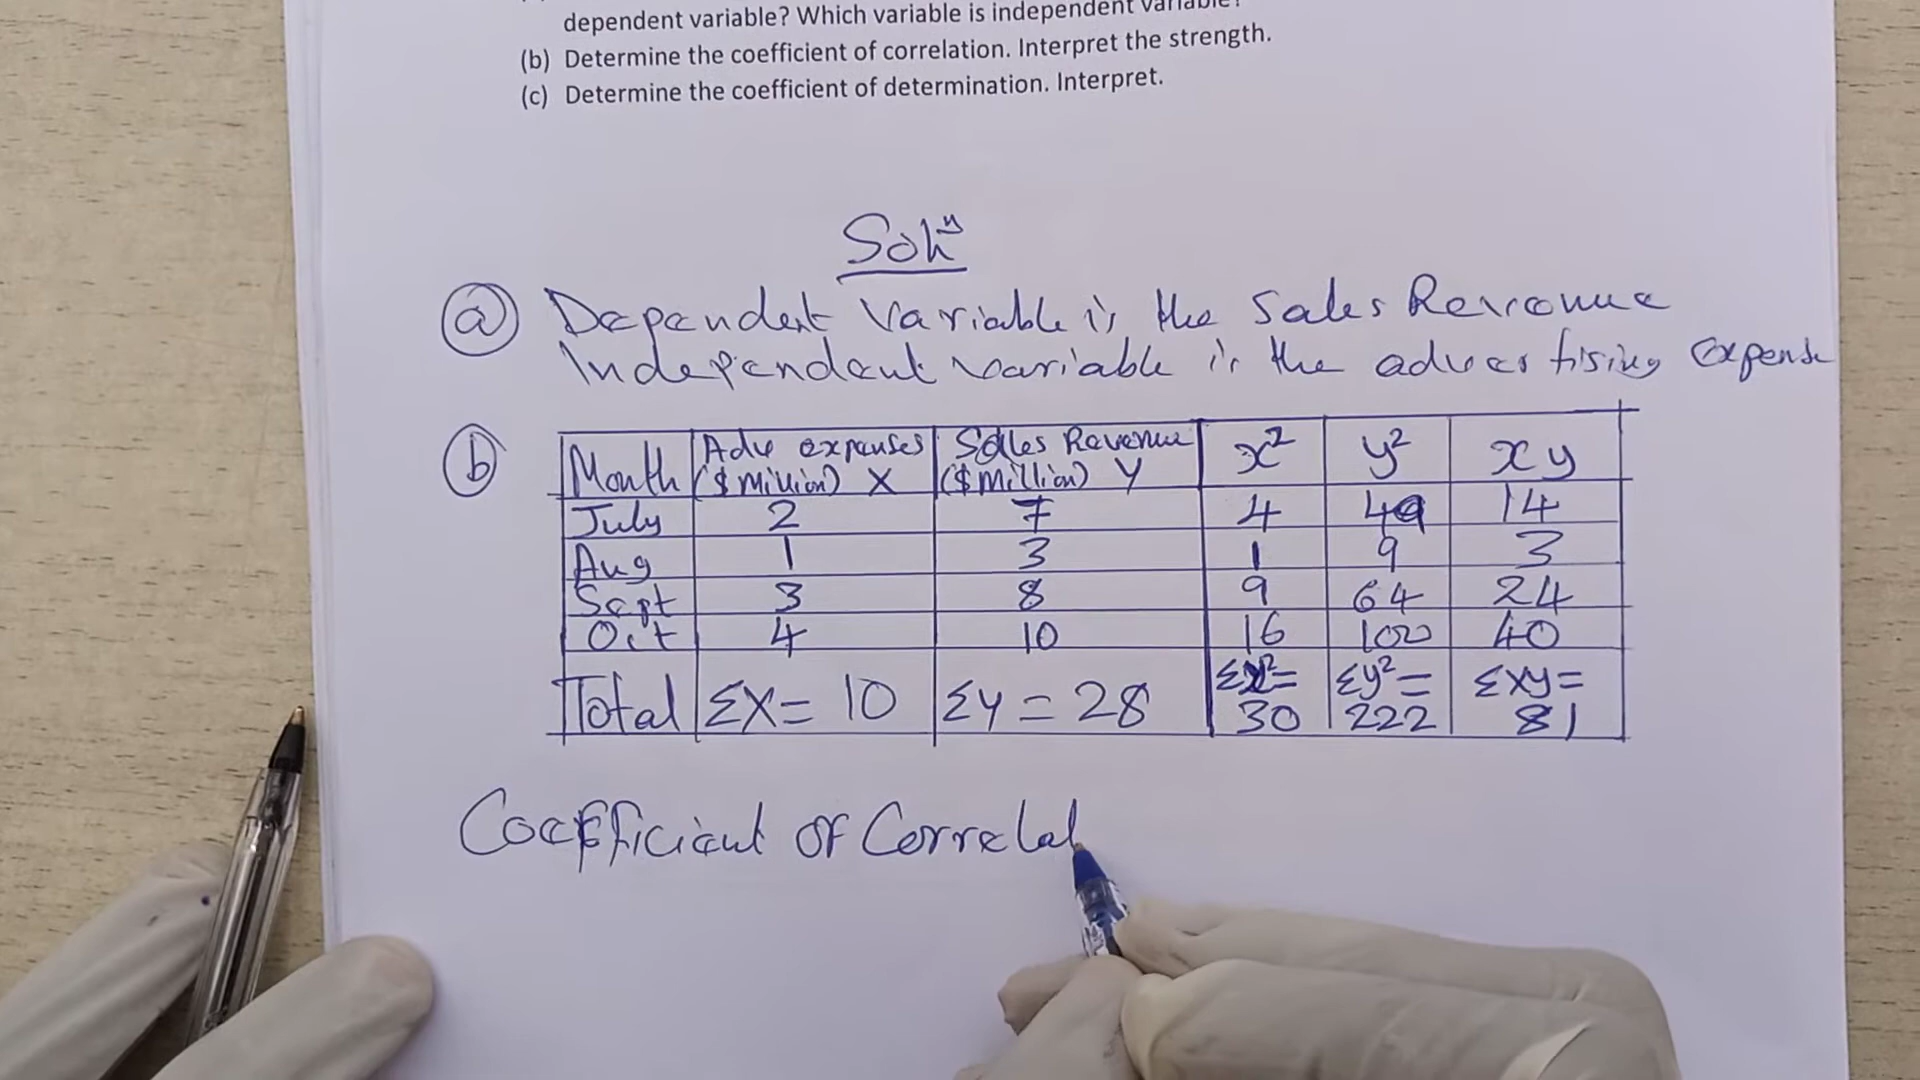 dependent variable? Which variable is independent variable?
(b) Determine the coefficient of correlation. Interpret the strength.
(c) Determine the coefficient of determination. Interpret.
Soln
(a) Dependent variable is the Sales Revenue
Independent variable is the advertising expense
(b)
Month Adv expenses ($ Million) X Sales Revenue ($ Million) Y x² y² xy
July 2 7 4 49 14
Aug 1 3 1 9 3
Sept 3 8 9 64 24
Oct 4 10 16 100 40
Total ΣX = 10 Σy = 28 Σx² = 30 Σy² = 222 Σxy = 81
Coefficient of Correlat